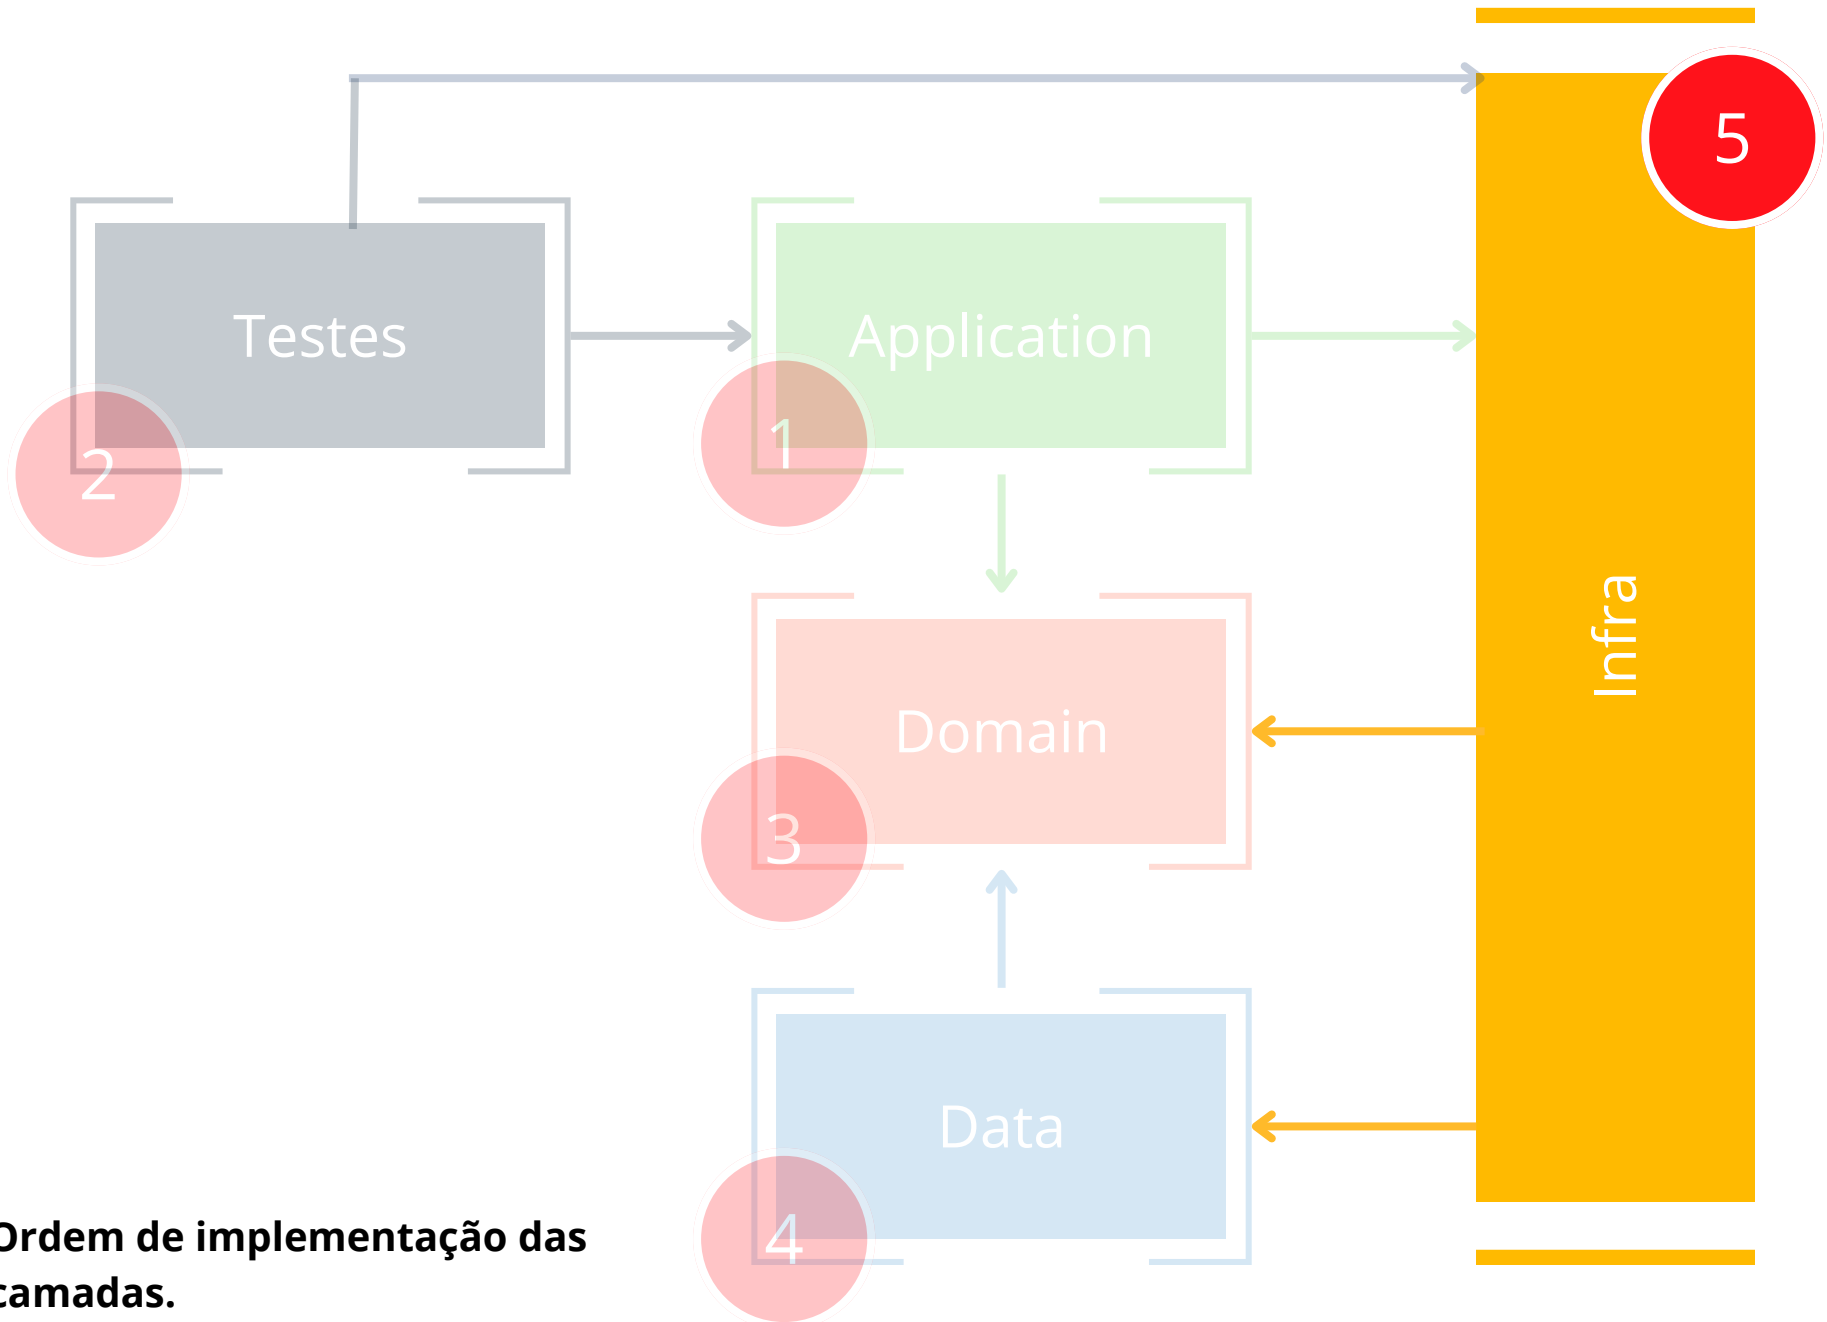 5
Testes
Application
2
1
Infra
Domain
3
Data
4
Ordem de implementação das
camadas.